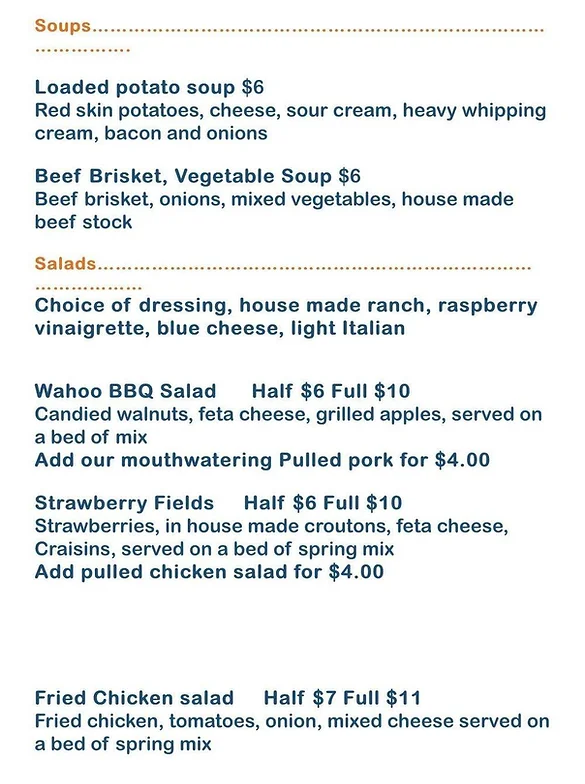 Soups……………………………………………………………………
…………….
Loaded potato soup $6
Red skin potatoes, cheese, sour cream, heavy whipping
cream, bacon and onions
Beef Brisket, Vegetable Soup $6
Beef brisket, onions, mixed vegetables, house made
beef stock
Salads…………………………………………………………………
………………
Choice of dressing, house made ranch, raspberry
vinaigrette, blue cheese, light Italian
Wahoo BBQ Salad Half $6 Full $10
Candied walnuts, feta cheese, grilled apples, served on
a bed of mix
Add our mouthwatering Pulled pork for $4.00
Strawberry Fields Half $6 Full $10
Strawberries, in house made croutons, feta cheese,
Craisins, served on a bed of spring mix
Add pulled chicken salad for $4.00
Fried Chicken salad Half $7 Full $11
Fried chicken, tomatoes, onion, mixed cheese served on
a bed of spring mix